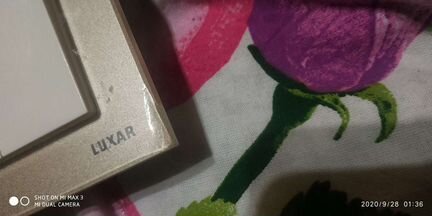 LUXAR
SHOT ON MI MAX 3
MI DUAL CAMERA
2020/9/28 01:36